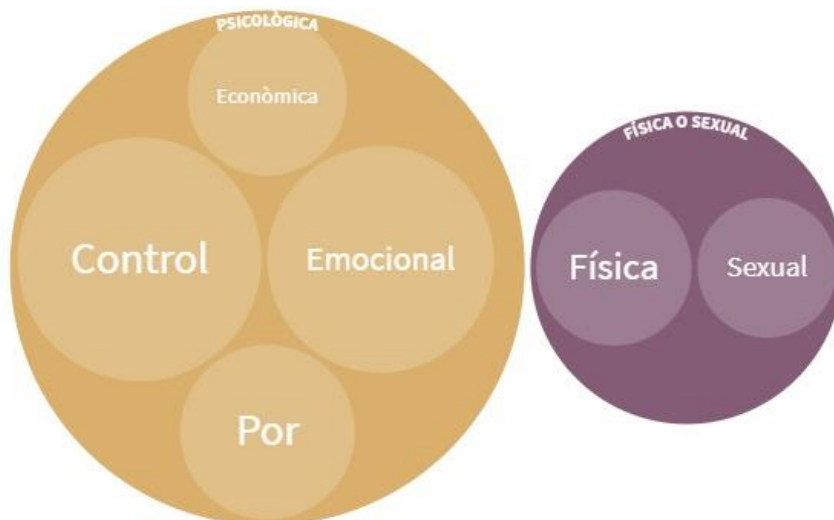 PSICOLÒGICA
Econòmica
Control
Emocional
Por
FÍSICA O SEXUAL
Física
Sexual